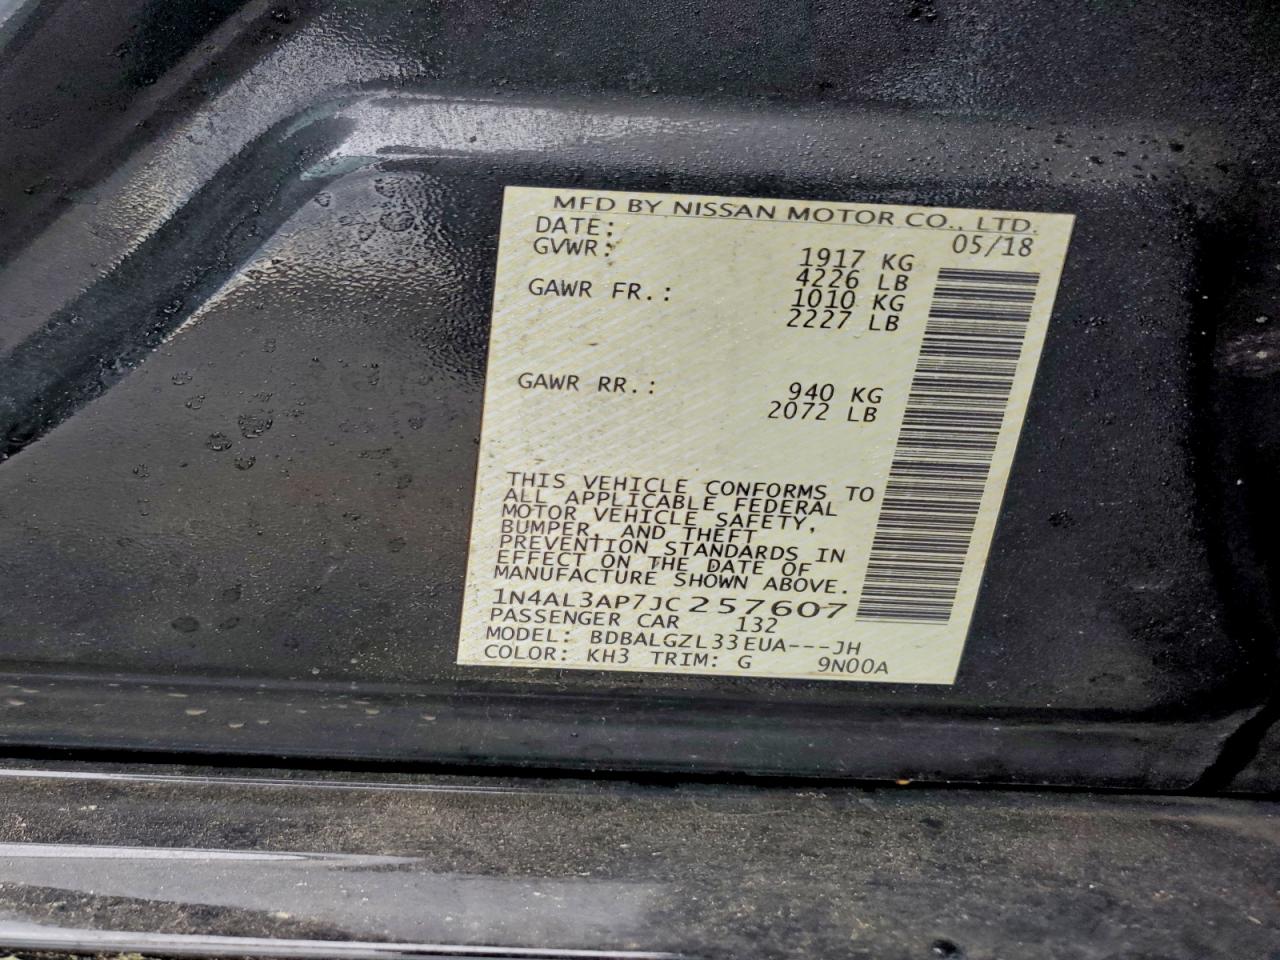 MFD BY NISSAN MOTOR CO., LTD.
DATE: 05/18
GVWR: 1917 KG
4226 LB
GAWR FR.: 1010 KG
2227 LB
GAWR RR.: 940 KG
2072 LB
THIS VEHICLE CONFORMS TO
ALL APPLICABLE FEDERAL
MOTOR VEHICLE SAFETY,
BUMPER, AND THEFT
PREVENTION STANDARDS IN
EFFECT ON THE DATE OF
MANUFACTURE SHOWN ABOVE.
1N4AL3AP7JC257607
PASSENGER CAR 132
MODEL: BDBALGZL33EUA---JH
COLOR: KH3 TRIM: G 9N00A